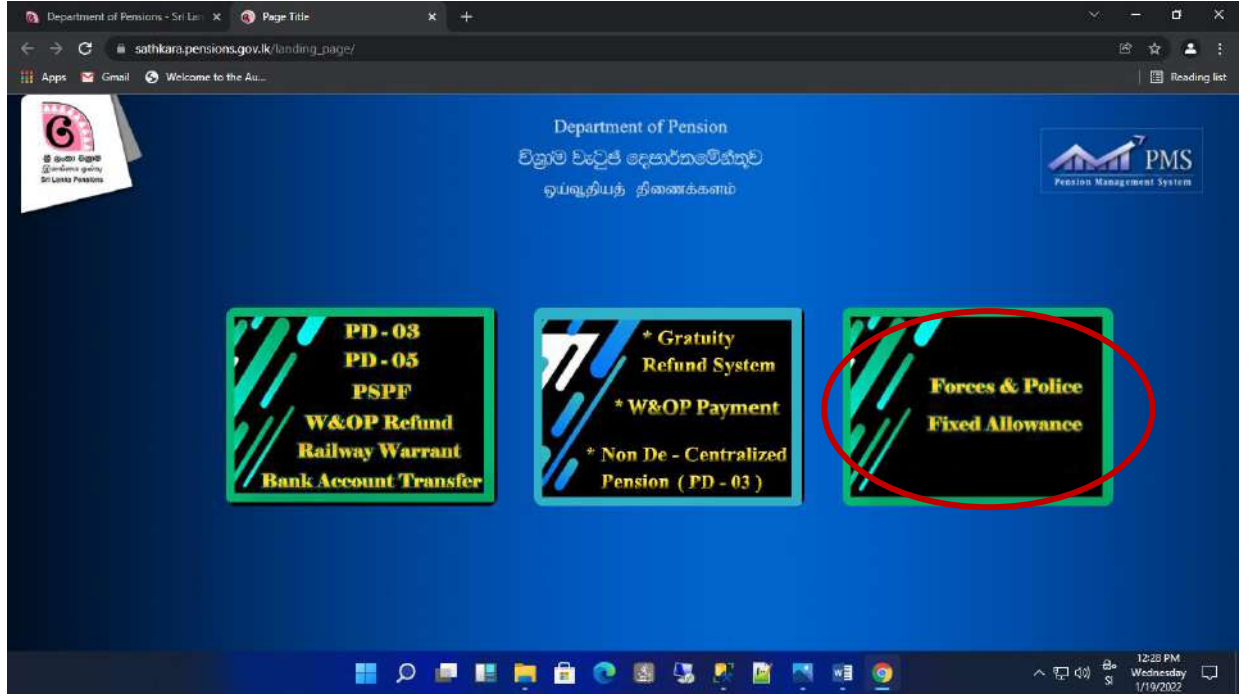 Department of Pensions - Sri Lan
Page Title
sathkara.pensions.gov.lk/landing_page/
Apps
Gmail
Welcome to the Au...
Reading list
ශ්‍රී ලංකා විශ්‍රාම
Sri Lanka Pensions
Department of Pension
විශ්‍රාම වැටුප් දෙපාර්තමේන්තුව
ஓய்வூதியத் திணைக்களம்
PMS
Pension Management System
PD - 03
PD - 05
PSPF
W&OP Refund
Railway Warrant
Bank Account Transfer
* Gratuity
Refund System
* W&OP Payment
* Non De - Centralized
Pension ( PD - 03 )
Forces & Police
Fixed Allowance
SI
12:28 PM
Wednesday
1/19/2022